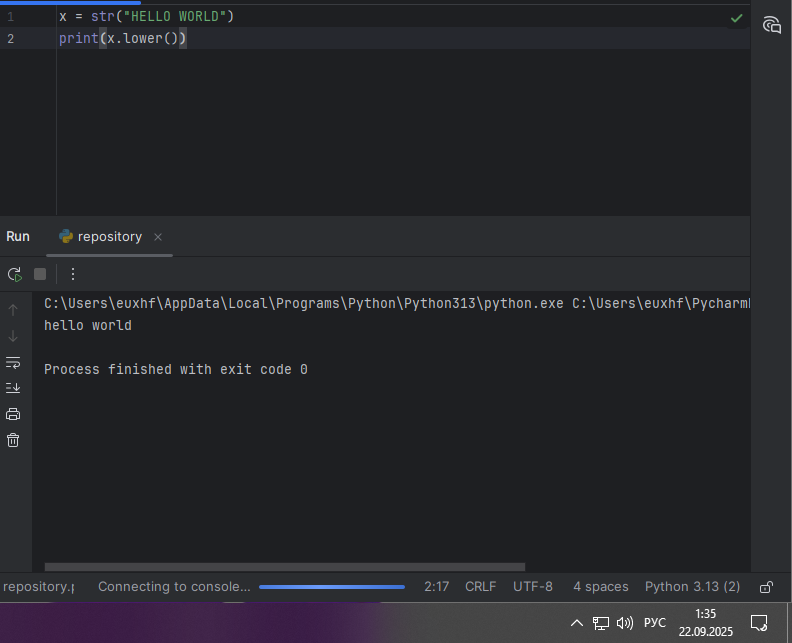 1 x = str("HELLO WORLD")
2 print(x.lower())
Run repository
C:\Users\euxhf\AppData\Local\Programs\Python\Python313\python.exe C:\Users\euxhf\Pycharm
hello world
Process finished with exit code 0
repository.p Connecting to console... 2:17 CRLF UTF-8 4 spaces Python 3.13 (2)
РУС 1:35
22.09.2025